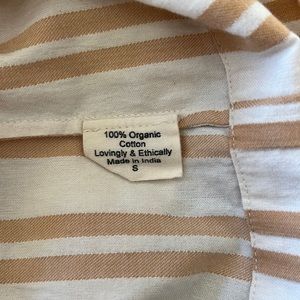 100% Organic
Cotton
Lovingly & Ethically
Made in India
S